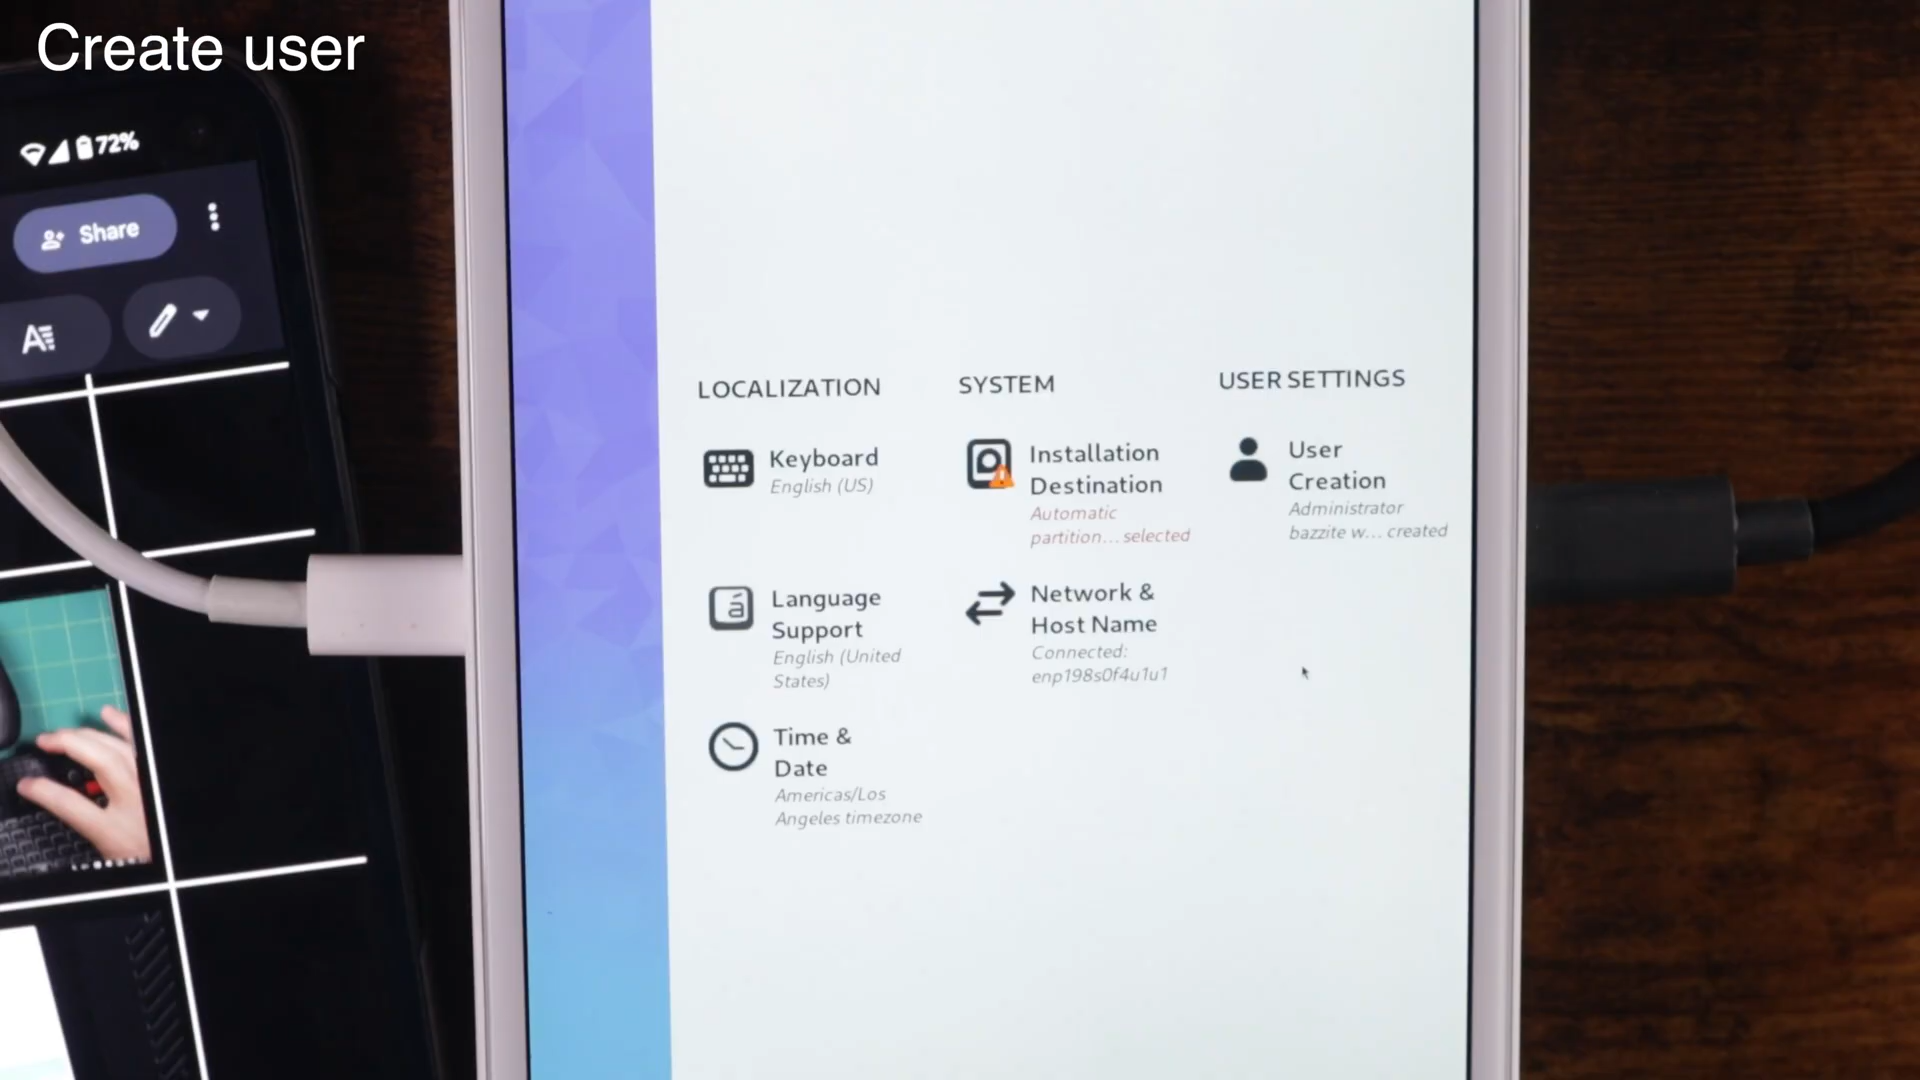 Create user
72%
Share
LOCALIZATION
Keyboard
English (US)
Language
Support
English (United
States)
Time &
Date
Americas/Los
Angeles timezone
SYSTEM
Installation
Destination
Automatic
partition... selected
Network &
Host Name
Connected:
enp198s0f4u1u1
USER SETTINGS
User
Creation
Administrator
bazzite w... created